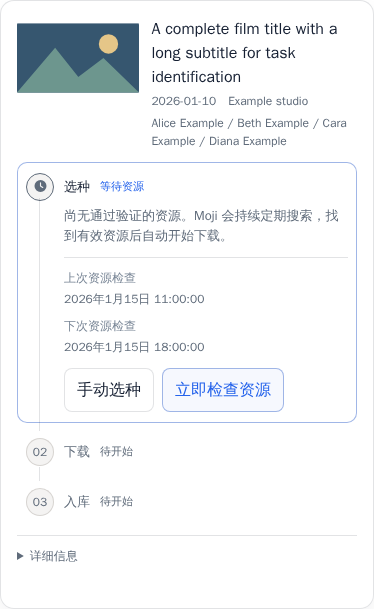 A complete film title with a
long subtitle for task
identification
2026-01-10 Example studio
Alice Example / Beth Example / Cara
Example / Diana Example
选种 等待资源
尚无通过验证的资源。Moji 会持续定期搜索，找
到有效资源后自动开始下载。
上次资源检查
2026年1月15日 11:00:00
下次资源检查
2026年1月15日 18:00:00
手动选种 立即检查资源
02 下载 待开始
03 入库 待开始
详细信息